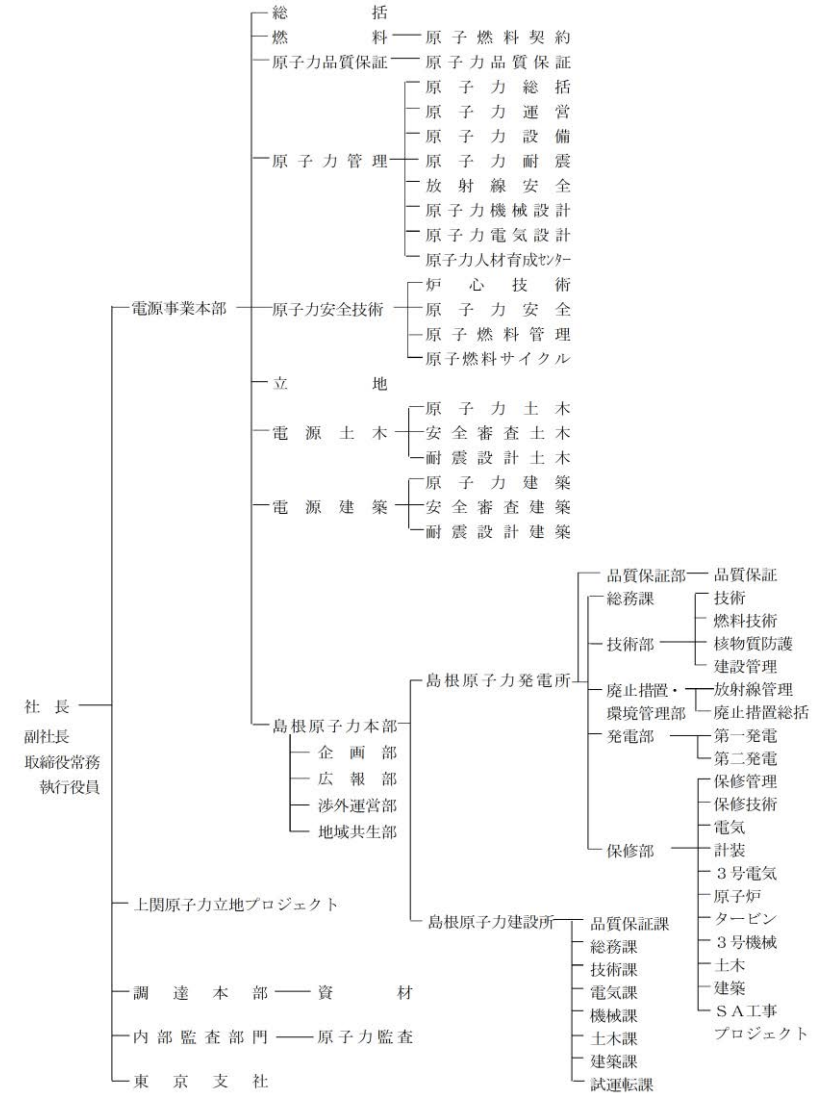 総括
燃料
原子燃料契約
原子力品質保証
原子力品質保証
原子力管理
原子力総括
原子力運営
原子力設備
原子力耐震
放射線安全
原子力機械設計
原子力電気設計
原子力人材育成ｾﾝﾀｰ
電源事業本部
原子力安全技術
炉心技術
原子力安全
原子燃料管理
原子燃料サイクル
立地
電源土木
原子力土木
安全審査土木
耐震設計土木
電源建築
原子力建築
安全審査建築
耐震設計建築
社長
副社長
取締役常務
執行役員
島根原子力本部
企画部
広報部
渉外運営部
地域共生部
島根原子力発電所
品質保証部
品質保証
総務課
技術部
技術
燃料技術
核物質防護
建設管理
廃止措置・
環境管理部
放射線管理
廃止措置総括
発電部
第一発電
第二発電
保修部
保修管理
保修技術
電気
計装
３号電気
原子炉
タービン
３号機械
土木
建築
ＳＡ工事
プロジェクト
島根原子力建設所
品質保証課
総務課
技術課
電気課
機械課
土木課
建築課
試運転課
上関原子力立地プロジェクト
調達本部
資材
内部監査部門
原子力監査
東京支社